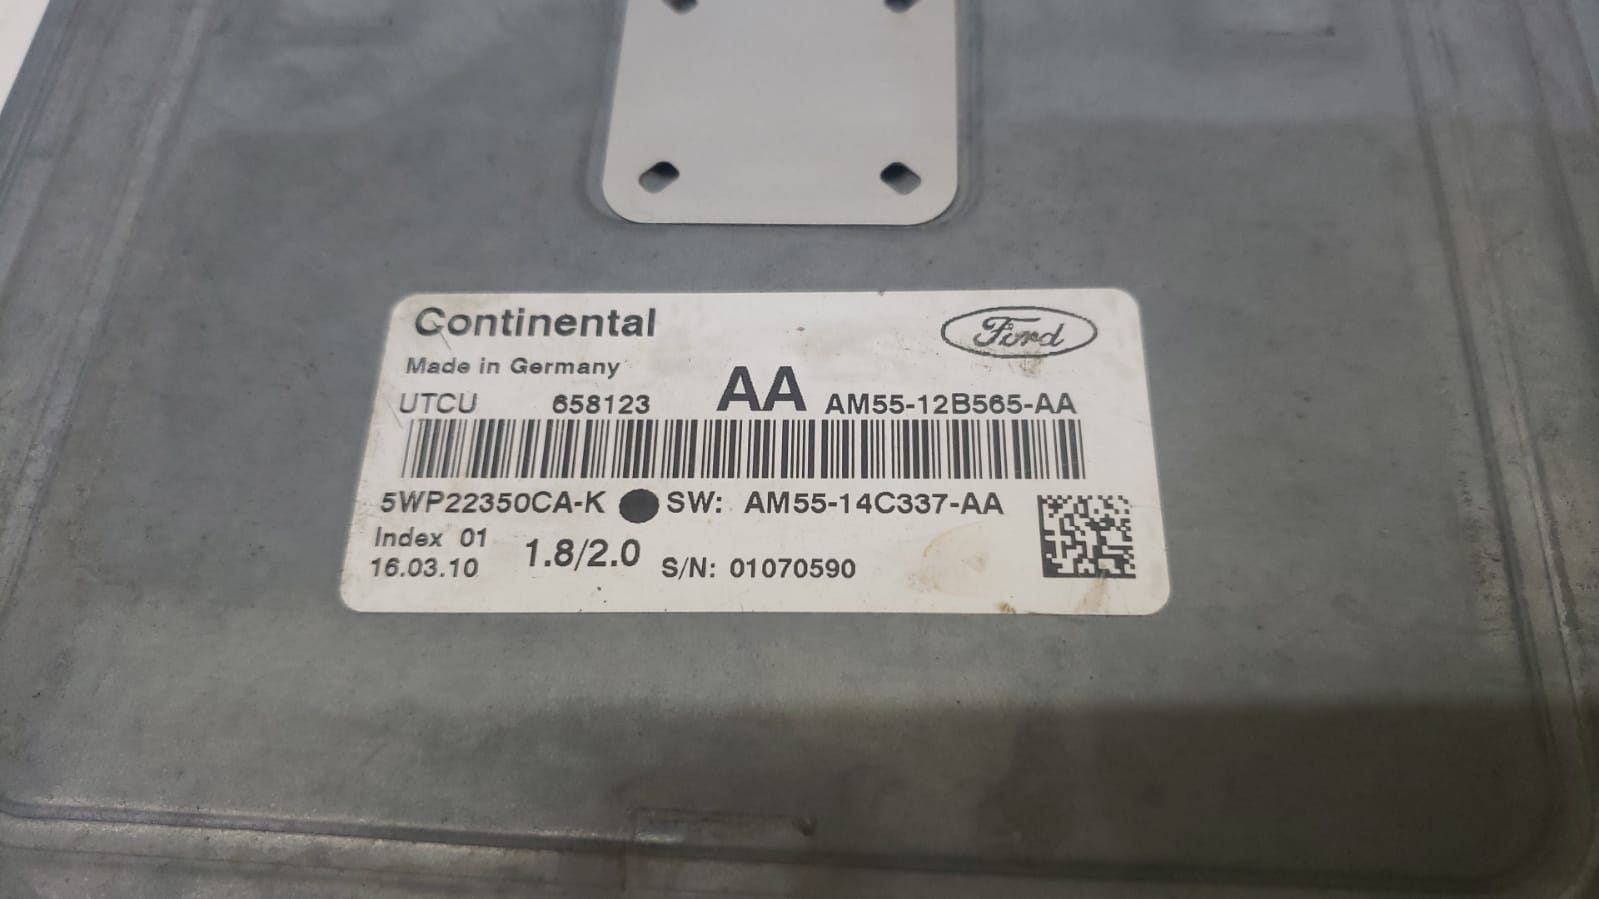 Continental
Ford
Made in Germany
UTCU 658123 AA AM55-12B565-AA
5WP22350CA-K SW: AM55-14C337-AA
Index 01
16.03.10 1.8/2.0 S/N: 01070590